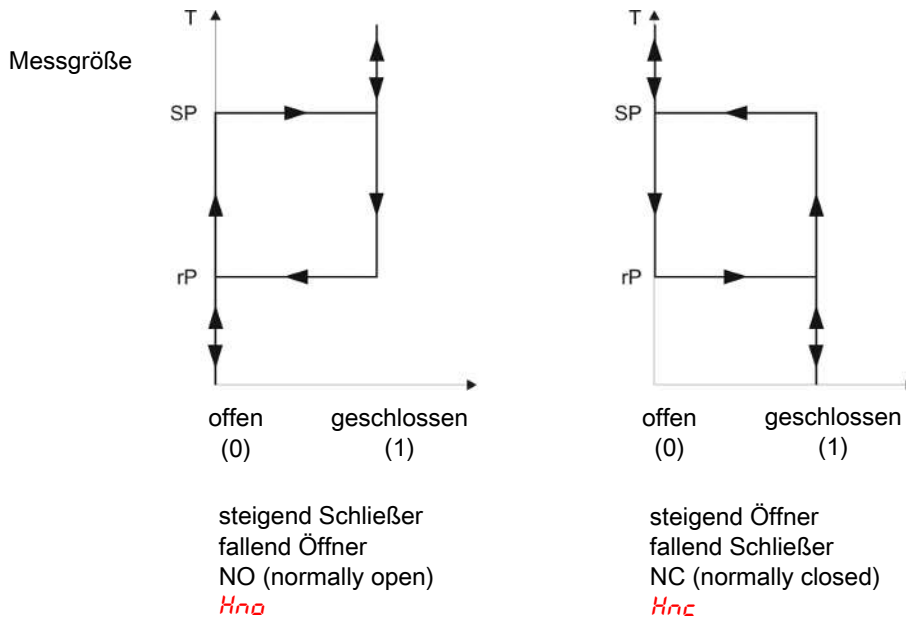 T
Messgröße
SP
rP
offen
(0)
geschlossen
(1)
steigend Schließer
fallend Öffner
NO (normally open)
Hno
T
SP
rP
offen
(0)
geschlossen
(1)
steigend Öffner
fallend Schließer
NC (normally closed)
Hnc